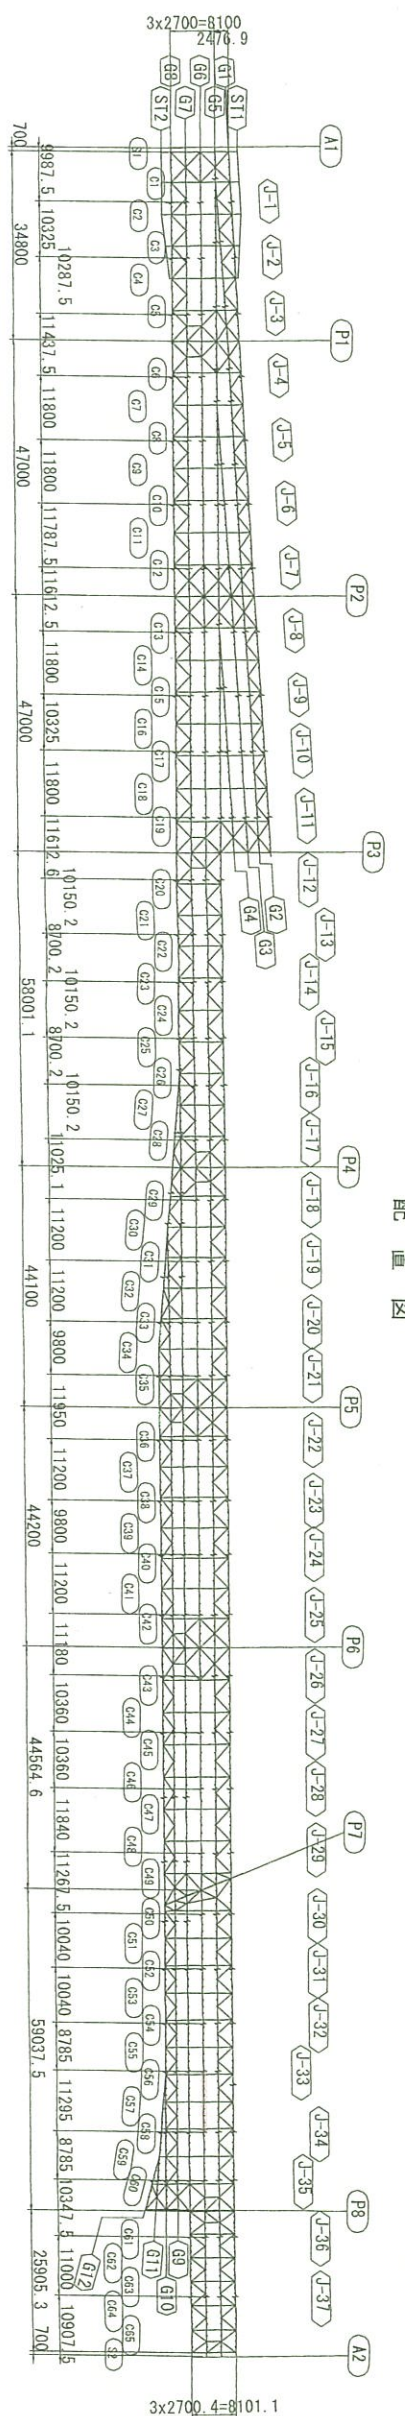 配置図
3x2700=8100
2476.9
G8
G6
G1
G7
G5
ST2
ST1
A1
P1
P2
P3
P4
P5
P6
P7
P8
A2
J-1
J-2
J-3
J-4
J-5
J-6
J-7
J-8
J-9
J-10
J-11
J-12
J-13
J-14
J-15
J-16
J-17
J-18
J-19
J-20
J-21
J-22
J-23
J-24
J-25
J-26
J-27
J-28
J-29
J-30
J-31
J-32
J-33
J-34
J-35
J-36
J-37
G2
G3
G4
G9
G10
G11
G12
S1
C1
C2
C3
C4
C5
C6
C7
C8
C9
C10
C11
C12
C13
C14
C15
C16
C17
C18
C19
C20
C21
C22
C23
C24
C25
C26
C27
C28
C29
C30
C31
C32
C33
C34
C35
C36
C37
C38
C39
C40
C41
C42
C43
C44
C45
C46
C47
C48
C49
C50
C51
C52
C53
C54
C55
C56
C57
C58
C59
C60
C61
C62
C63
C64
C65
S2
9987.5
10325
10287.5
11437.5
11800
11800
11787.5
11612.5
11800
10325
11800
11612.6
10150.2
8700.2
10150.2
8700.2
10150.2
11025.1
11200
11200
9800
11950
11200
9800
11200
11180
10360
10360
11840
11267.5
10040
10040
8785
11295
8785
10347.5
11000
10907.5
700
34800
47000
47000
58001.1
44100
44200
44564.6
59037.5
25905.3
700
3x2700.4=8101.1